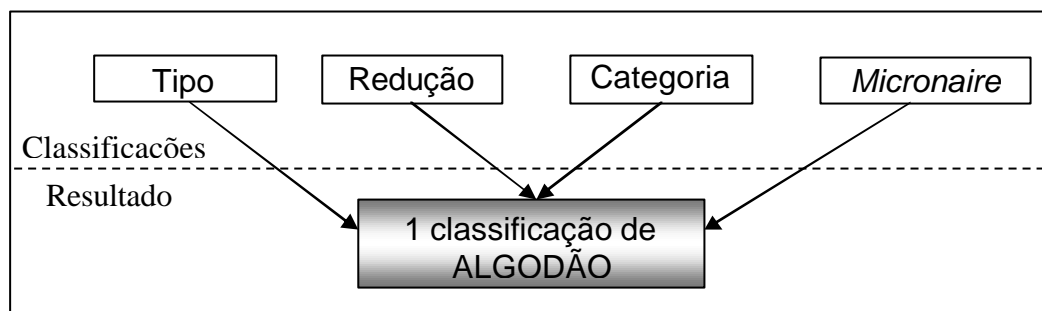 Tipo
Redução
Categoria
Micronaire
Classificacões
Resultado
1 classificação de
ALGODÃO